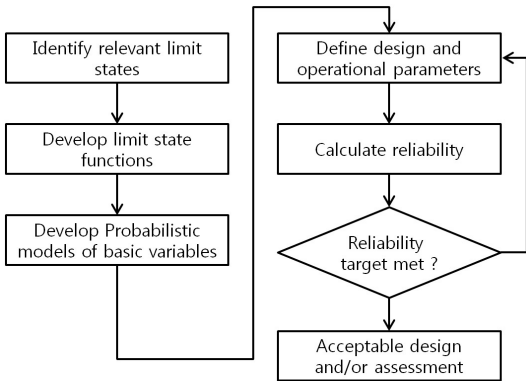 Identify relevant limit
states
Develop limit state
functions
Develop Probabilistic
models of basic variables
Define design and
operational parameters
Calculate reliability
Reliability
target met ?
Acceptable design
and/or assessment